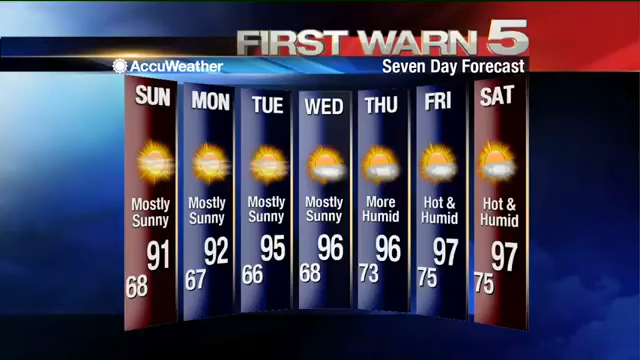 FIRST WARN 5
AccuWeather
Seven Day Forecast
SUN MON TUE WED THU FRI SAT
Mostly Sunny Mostly Sunny Mostly Sunny Mostly Sunny More Humid Hot & Humid Hot & Humid
91 92 95 96 96 97 97
68 67 66 68 73 75 75